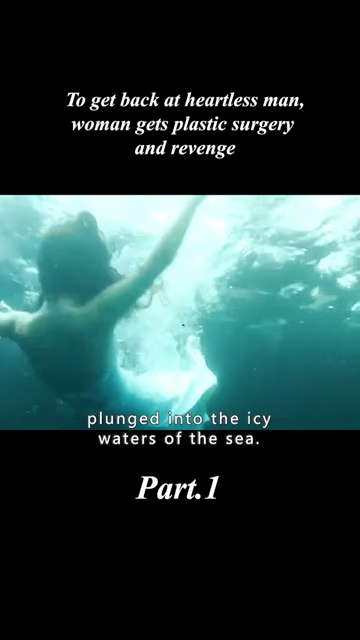 To get back at heartless man,
woman gets plastic surgery
and revenge
plunged into the icy
waters of the sea.
Part.1